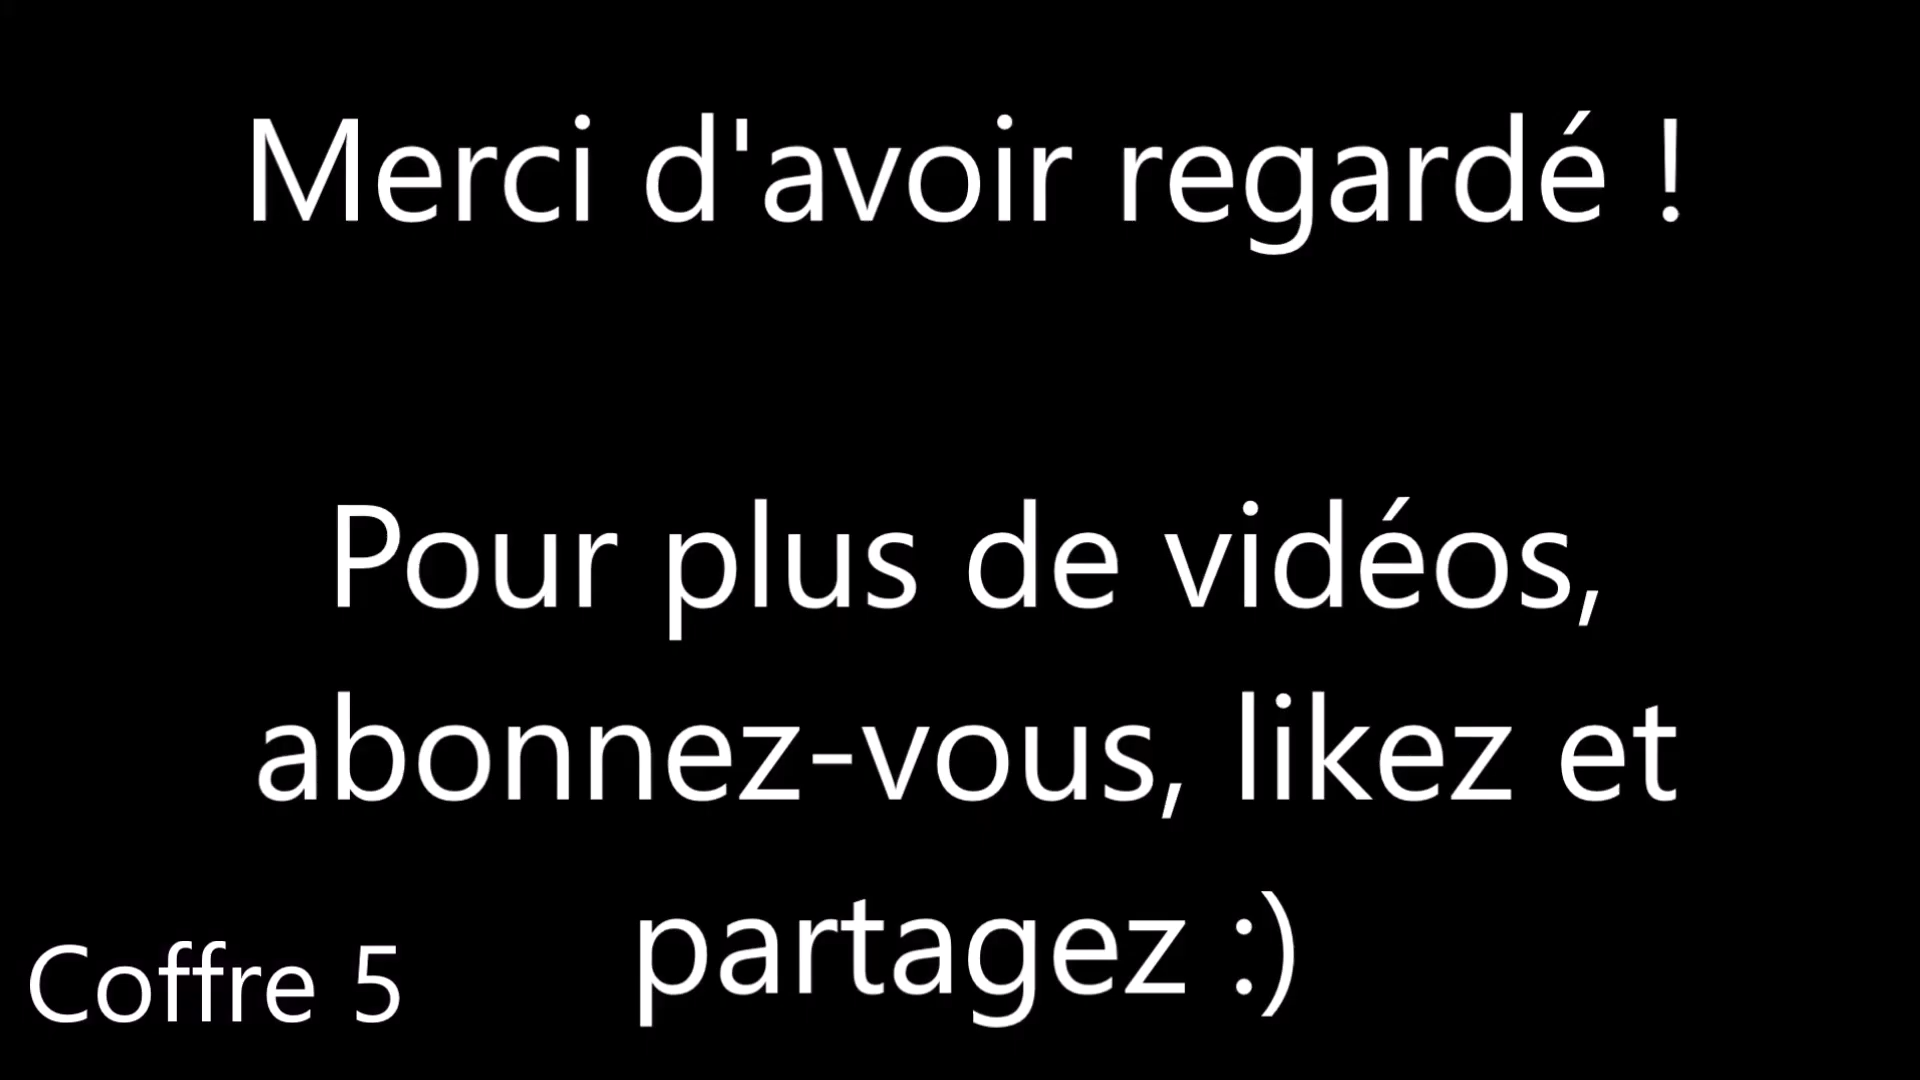 Merci d'avoir regardé !
Pour plus de vidéos,
abonnez-vous, likez et
partagez :)
Coffre 5